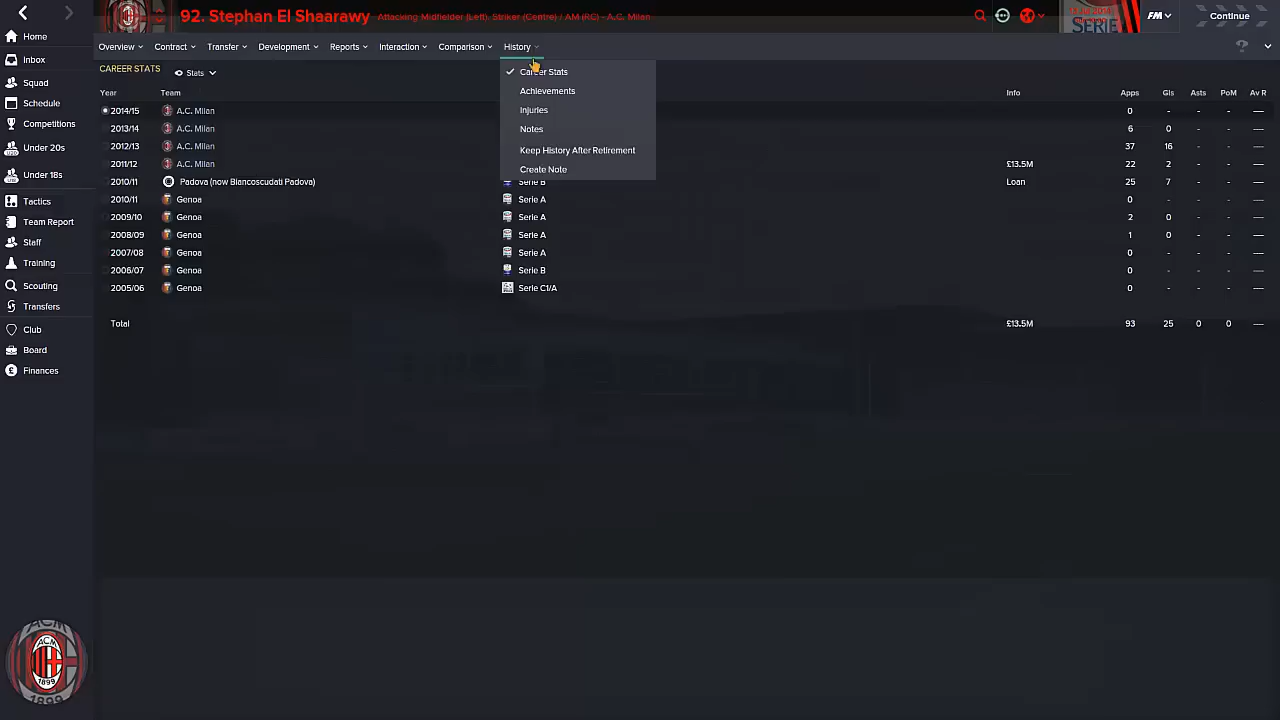 92. Stephan El Shaarawy Attacking Midfielder (Left), Striker (Centre) / AM (RC) - A.C. Milan
SERIE
FM
Continue
Home
Inbox
Squad
Schedule
Competitions
Under 20s
Under 18s
Tactics
Team Report
Staff
Training
Scouting
Transfers
Club
Board
Finances
Overview Contract Transfer Development Reports Interaction Comparison History
CAREER STATS Stats
Career Stats
Achievements
Injuries
Notes
Keep History After Retirement
Create Note
Year Team Info Apps Gls Asts PoM Av R
2014/15 A.C. Milan 0 - - - —
2013/14 A.C. Milan 6 0 - - —
2012/13 A.C. Milan 37 16 - - —
2011/12 A.C. Milan £13.5M 22 2 - - —
2010/11 Padova (now Biancoscudati Padova) Serie B Loan 25 7 - - —
2010/11 Genoa Serie A 0 - - - —
2009/10 Genoa Serie A 2 0 - - —
2008/09 Genoa Serie A 1 0 - - —
2007/08 Genoa Serie A 0 - - - —
2006/07 Genoa Serie B 0 - - - —
2005/06 Genoa Serie C1/A 0 - - - —
Total £13.5M 93 25 0 0 —
ACM
1899